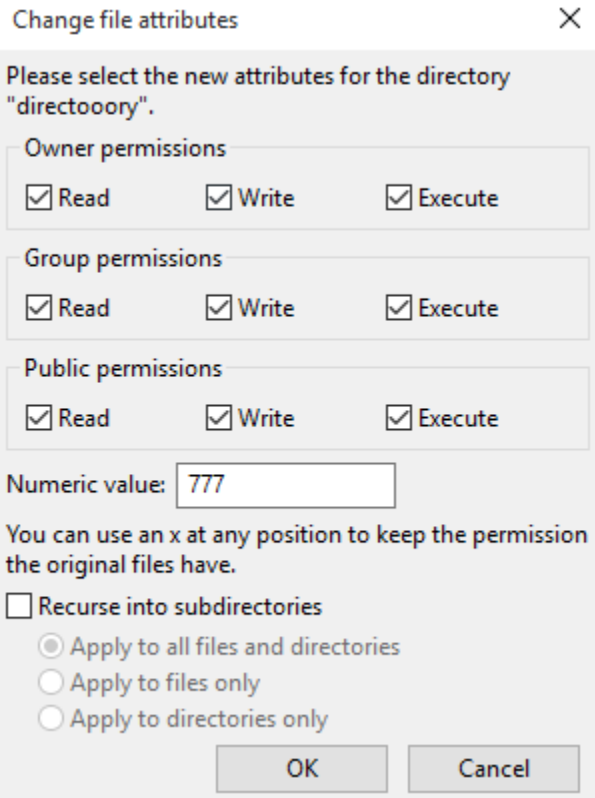 Change file attributes
Please select the new attributes for the directory
"directooory".
Owner permissions
Read Write Execute
Group permissions
Read Write Execute
Public permissions
Read Write Execute
Numeric value: 777
You can use an x at any position to keep the permission
the original files have.
Recurse into subdirectories
Apply to all files and directories
Apply to files only
Apply to directories only
OK Cancel